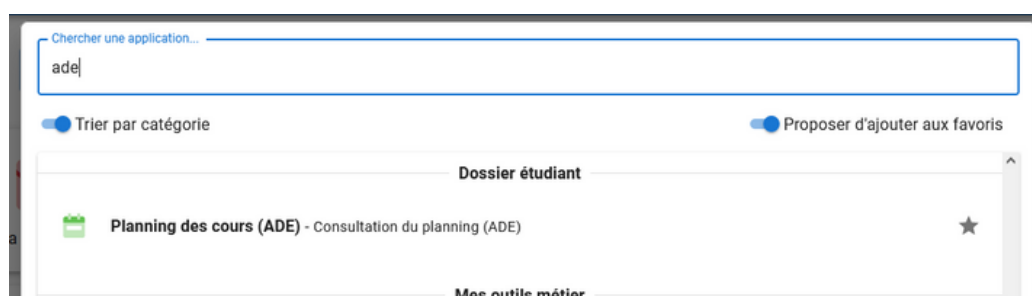 Chercher une application...
ade
Trier par catégorie
Proposer d'ajouter aux favoris
Dossier étudiant
Planning des cours (ADE) - Consultation du planning (ADE)
a
Mes outils métier